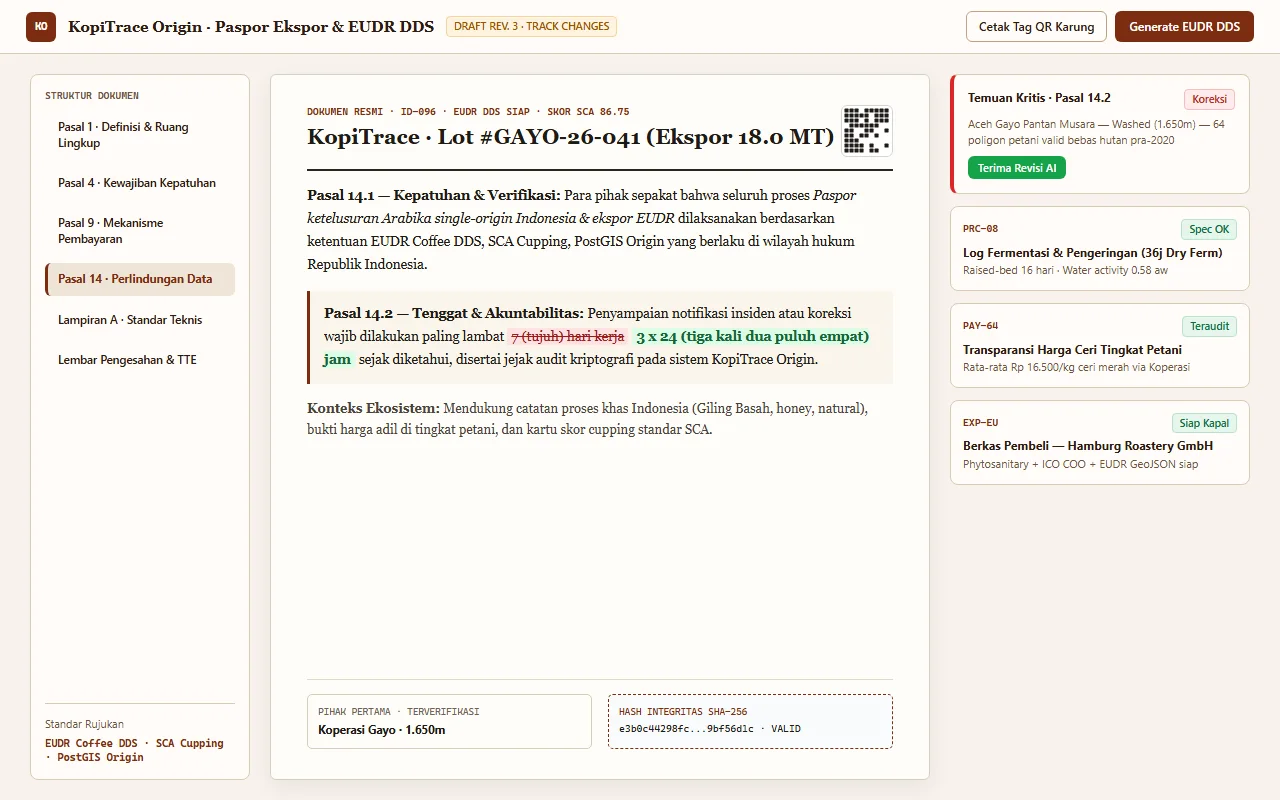 KO
KopiTrace Origin · Paspor Ekspor & EUDR DDS
DRAFT REV. 3 · TRACK CHANGES
Cetak Tag QR Karung
Generate EUDR DDS
STRUKTUR DOKUMEN
Pasal 1 · Definisi & Ruang
Lingkup
Pasal 4 · Kewajiban Kepatuhan
Pasal 9 · Mekanisme
Pembayaran
Pasal 14 · Perlindungan Data
Lampiran A · Standar Teknis
Lembar Pengesahan & TTE
Standar Rujukan
EUDR Coffee DDS · SCA Cupping
· PostGIS Origin
DOKUMEN RESMI · ID-096 · EUDR DDS SIAP · SKOR SCA 86.75
KopiTrace · Lot #GAYO-26-041 (Ekspor 18.0 MT)
Pasal 14.1 — Kepatuhan & Verifikasi: Para pihak sepakat bahwa seluruh proses Paspor
ketelusuran Arabika single-origin Indonesia & ekspor EUDR dilaksanakan berdasarkan
ketentuan EUDR Coffee DDS, SCA Cupping, PostGIS Origin yang berlaku di wilayah hukum
Republik Indonesia.
Pasal 14.2 — Tenggat & Akuntabilitas: Penyampaian notifikasi insiden atau koreksi
wajib dilakukan paling lambat 7 (tujuh) hari kerja 3 x 24 (tiga kali dua puluh empat)
jam sejak diketahui, disertai jejak audit kriptografi pada sistem KopiTrace Origin.
Konteks Ekosistem: Mendukung catatan proses khas Indonesia (Giling Basah, honey, natural),
bukti harga adil di tingkat petani, dan kartu skor cupping standar SCA.
PIHAK PERTAMA · TERVERIFIKASI
Koperasi Gayo · 1.650m
HASH INTEGRITAS SHA-256
e3b0c44298fc...9bf56d1c · VALID
Temuan Kritis · Pasal 14.2
Koreksi
Aceh Gayo Pantan Musara — Washed (1.650m) — 64
poligon petani valid bebas hutan pra-2020
Terima Revisi AI
PRC-08
Spec OK
Log Fermentasi & Pengeringan (36j Dry Ferm)
Raised-bed 16 hari · Water activity 0.58 aw
PAY-64
Teraudit
Transparansi Harga Ceri Tingkat Petani
Rata-rata Rp 16.500/kg ceri merah via Koperasi
EXP-EU
Siap Kapal
Berkas Pembeli — Hamburg Roastery GmbH
Phytosanitary + ICO COO + EUDR GeoJSON siap